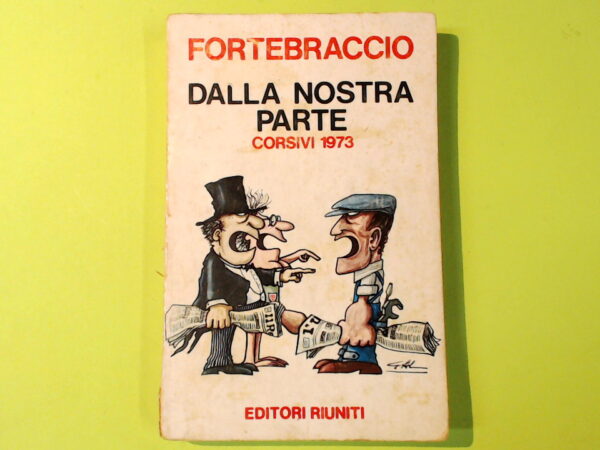 FORTEBRACCIO
DALLA NOSTRA
PARTE
CORSIVI 1973
EDITORI RIUNITI